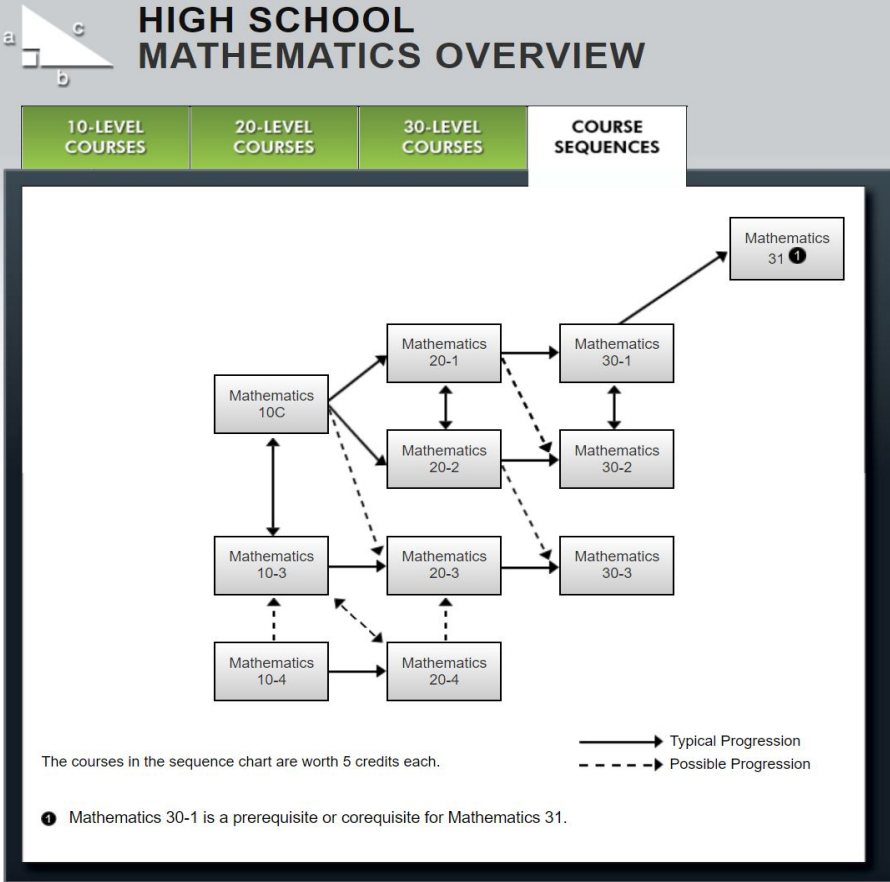 a
c
b
HIGH SCHOOL
MATHEMATICS OVERVIEW
10-LEVEL
COURSES
20-LEVEL
COURSES
30-LEVEL
COURSES
COURSE
SEQUENCES
Mathematics
31 ❶
Mathematics
20-1
Mathematics
30-1
Mathematics
10C
Mathematics
20-2
Mathematics
30-2
Mathematics
10-3
Mathematics
20-3
Mathematics
30-3
Mathematics
10-4
Mathematics
20-4
Typical Progression
The courses in the sequence chart are worth 5 credits each.
Possible Progression
❶ Mathematics 30-1 is a prerequisite or corequisite for Mathematics 31.